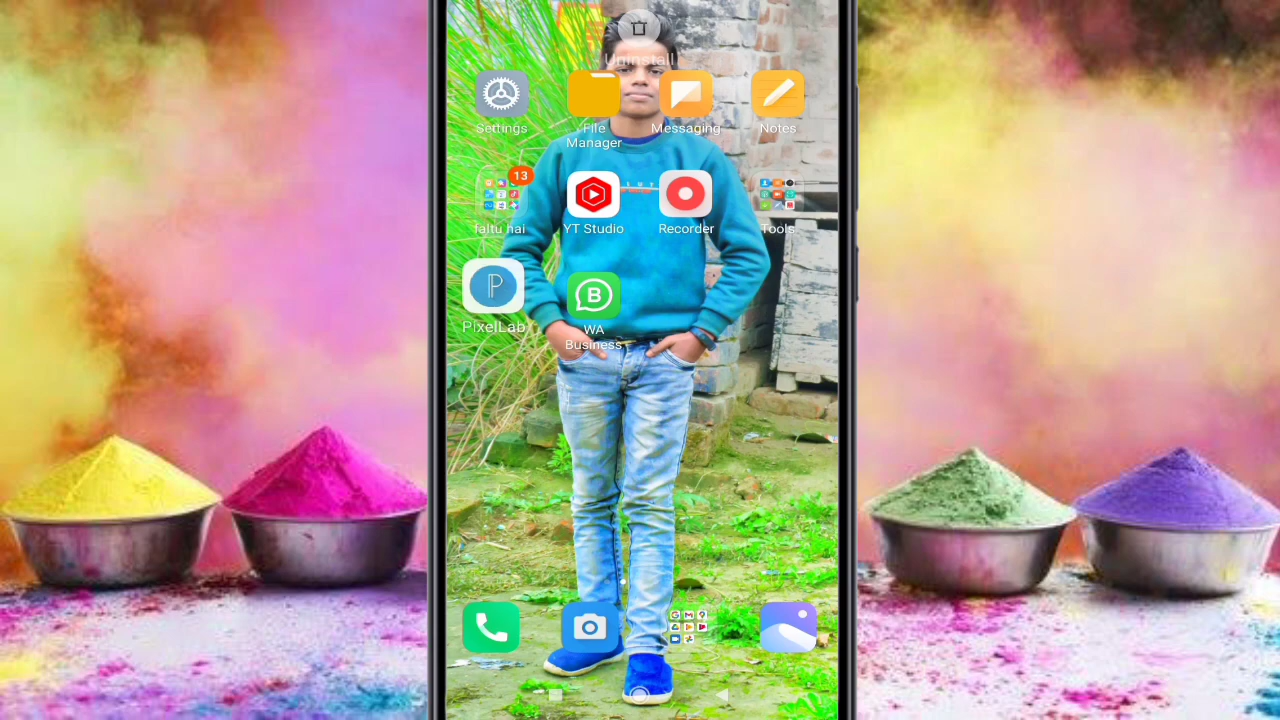 Uninstall
Settings
File
Manager
Messaging
Notes
13
faltu hai
YT Studio
Recorder
Tools
PixelLab
WA
Business